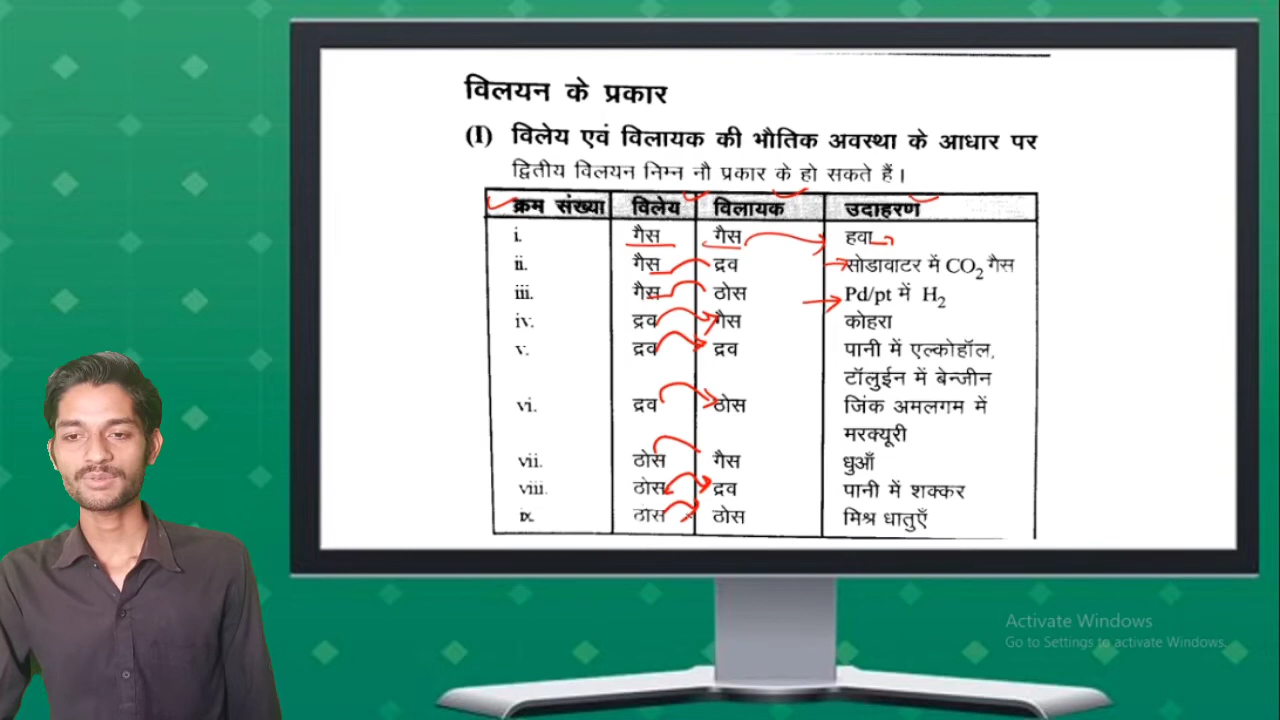 विलयन के प्रकार
(I) विलेय एवं विलायक की भौतिक अवस्था के आधार पर
द्वितीय विलयन निम्न नौ प्रकार के हो सकते हैं।
क्रम संख्या विलेय विलायक उदाहरण
i. गैस गैस हवा
ii. गैस द्रव सोडावाटर में CO2 गैस
iii. गैस ठोस Pd/pt में H2
iv. द्रव गैस कोहरा
v. द्रव द्रव पानी में एल्कोहॉल,
टॉलुईन में बेन्जीन
vi. द्रव ठोस जिंक अमलगम में
मरक्यूरी
vii. ठोस गैस धुआँ
viii. ठोस द्रव पानी में शक्कर
ix. ठोस ठोस मिश्र धातुएँ
Activate Windows
Go to Settings to activate Windows.